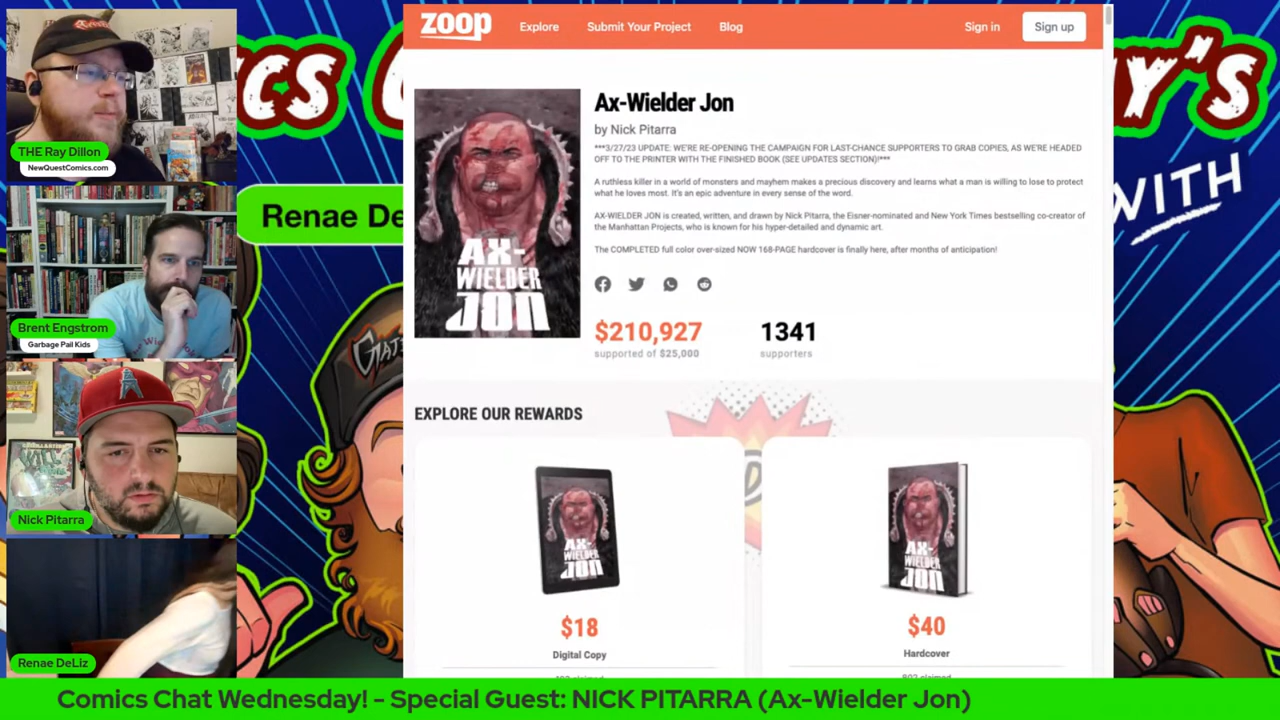 THE Ray Dillon
NewQuestComics.com
Brent Engstrom
Garbage Pail Kids
Nick Pitarra
Renae DeLiz
CS
Y'S
WITH
Renae De
zoop
Explore
Submit Your Project
Blog
Sign in
Sign up
AX-
WIELDER
JON
Ax-Wielder Jon
by Nick Pitarra
***3/27/23 UPDATE: WE'RE RE-OPENING THE CAMPAIGN FOR LAST-CHANCE SUPPORTERS TO GRAB COPIES, AS WE'RE HEADED
OFF TO THE PRINTER WITH THE FINISHED BOOK (SEE UPDATES SECTION)!***
A ruthless killer in a world of monsters and mayhem makes a precious discovery and learns what a man is willing to lose to protect
what he loves most. It's an epic adventure in every sense of the word.
AX-WIELDER JON is created, written, and drawn by Nick Pitarra, the Eisner-nominated and New York Times bestselling co-creator of
the Manhattan Projects, who is known for his hyper-detailed and dynamic art.
The COMPLETED full color over-sized NOW 168-PAGE hardcover is finally here, after months of anticipation!
$210,927
supported of $25,000
1341
supporters
EXPLORE OUR REWARDS
AX-
WIELDER
JON
$18
Digital Copy
AX-
WIELDER
JON
$40
Hardcover
Comics Chat Wednesday! - Special Guest: NICK PITARRA (Ax-Wielder Jon)